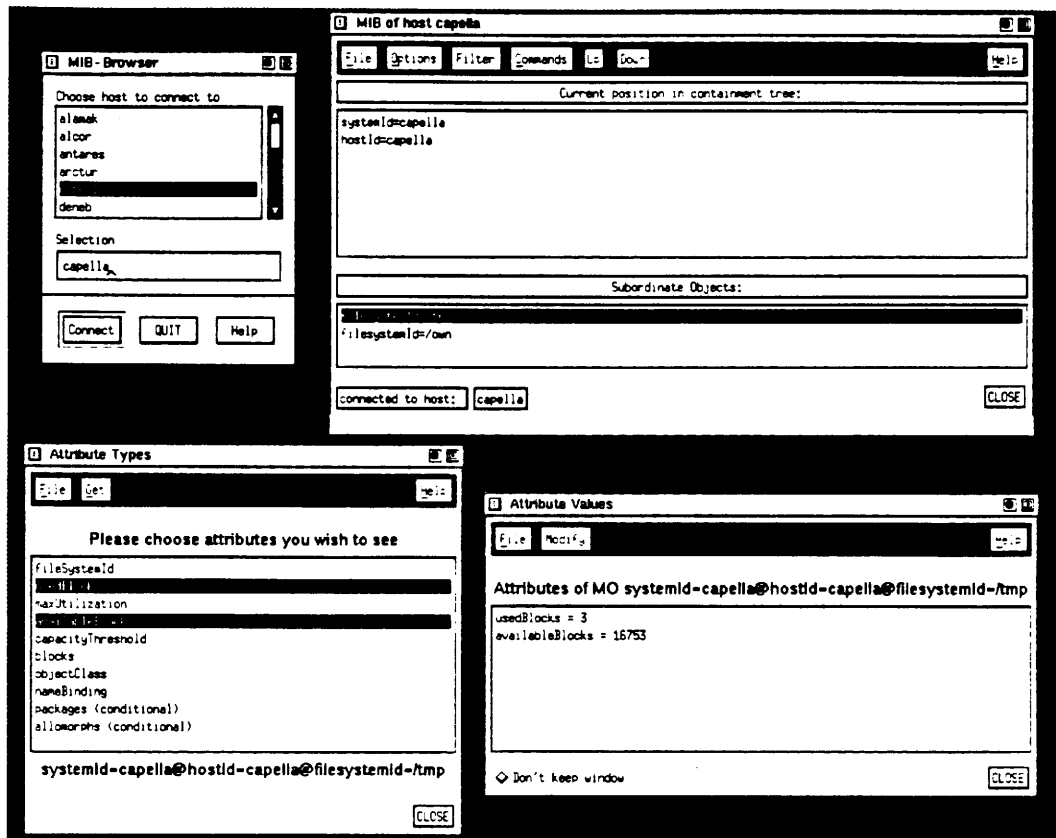 MIB-Browser
Choose host to connect to
alamak
alcor
antares
arctur
deneb
Selection
capella
Connect QUIT Help
MIB of host capella
File Options Filter Commands Up Down Help
Current position in containment tree:
systemId=capella
hostId=capella
Subordinate Objects:
filesystemId=/own
connected to host: capella CLOSE
Attribute Types
File Get Help
Please choose attributes you wish to see
fileSystemId
maxUtilization
capacityThreshold
blocks
objectClass
nameBinding
packages (conditional)
allomorphs (conditional)
systemId=capella@hostId=capella@filesystemId=/tmp
CLOSE
Attribute Values
File Modify Help
Attributes of MO systemId=capella@hostId=capella@filesystemId=/tmp
usedBlocks = 3
availableBlocks = 16753
Don't keep window CLOSE